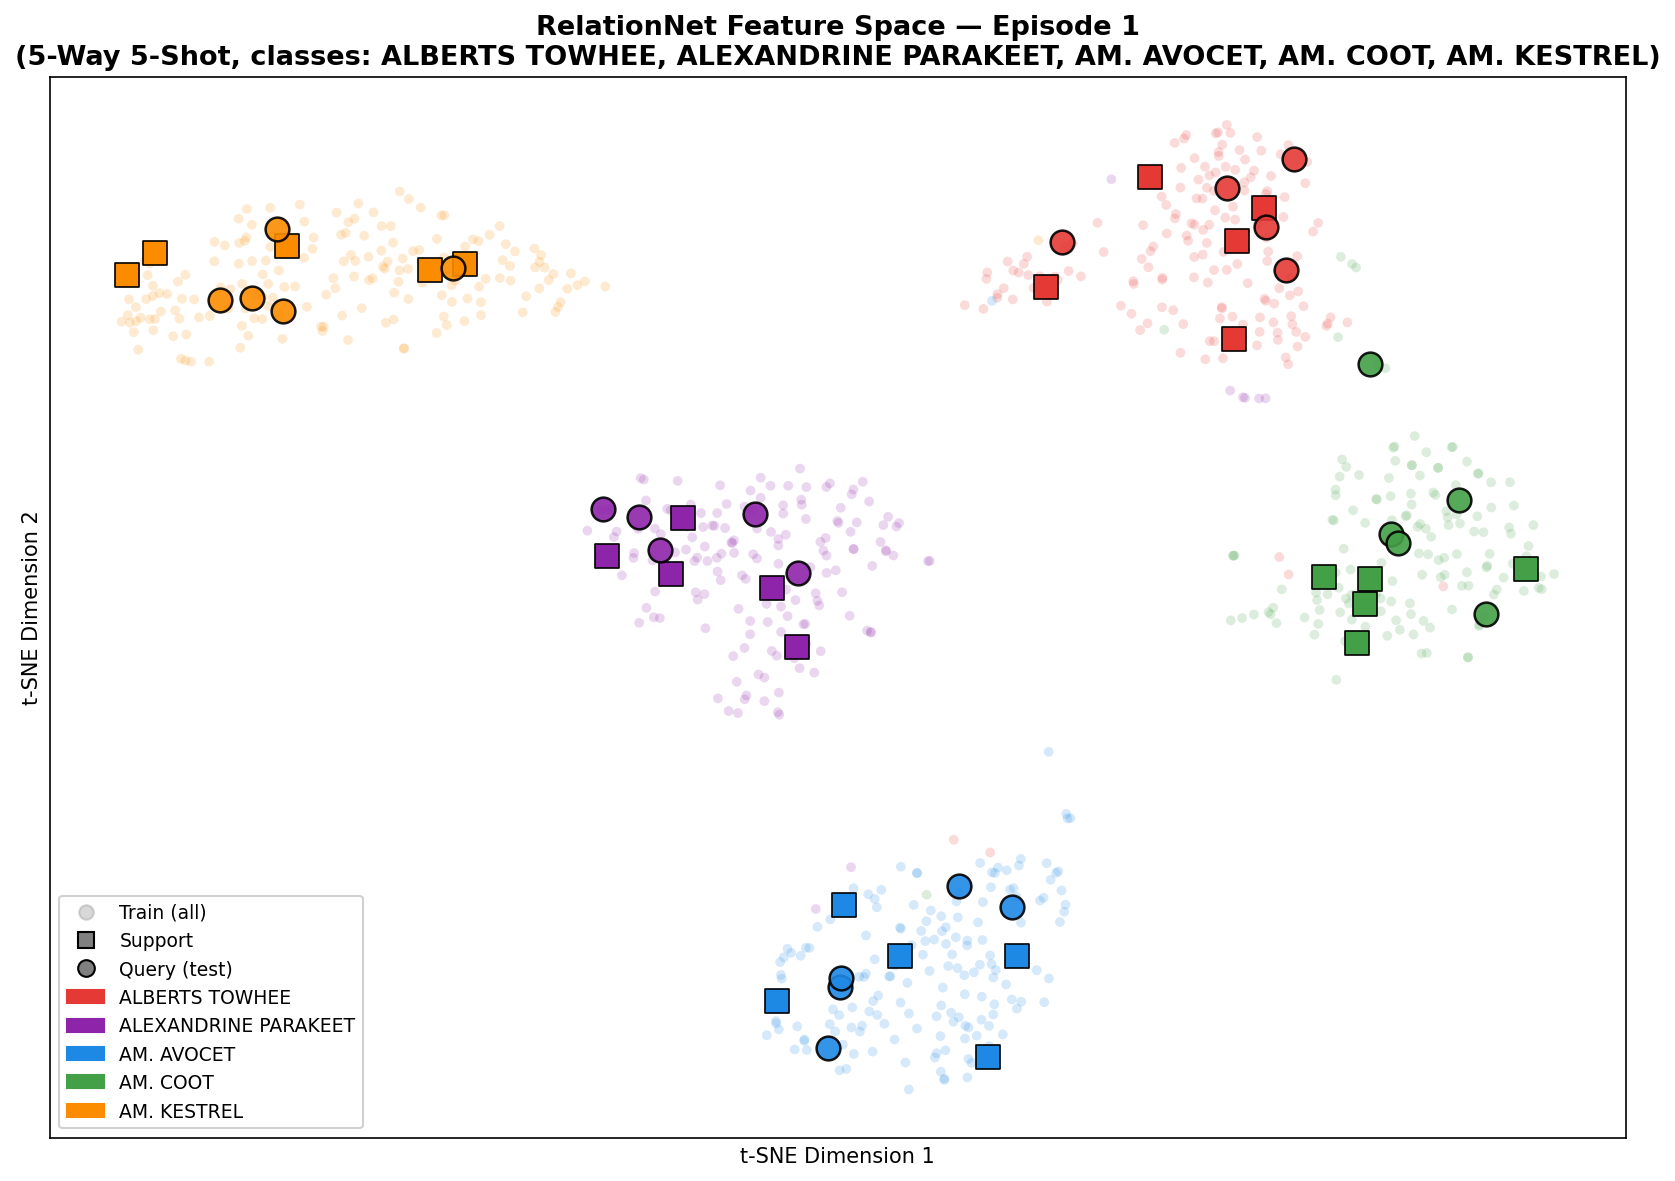 RelationNet Feature Space — Episode 1
(5-Way 5-Shot, classes: ALBERTS TOWHEE, ALEXANDRINE PARAKEET, AM. AVOCET, AM. COOT, AM. KESTREL)
t-SNE Dimension 2
Train (all)
Support
Query (test)
ALBERTS TOWHEE
ALEXANDRINE PARAKEET
AM. AVOCET
AM. COOT
AM. KESTREL
t-SNE Dimension 1